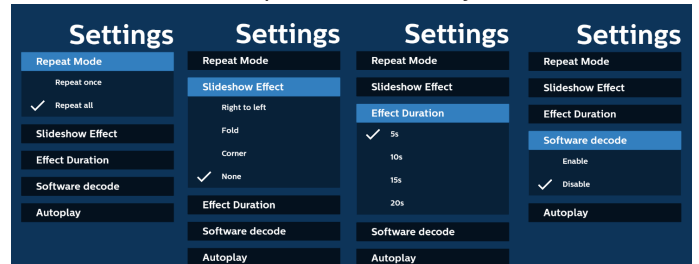 Settings
Repeat Mode
Repeat once
Repeat all
Slideshow Effect
Effect Duration
Software decode
Autoplay
Settings
Repeat Mode
Slideshow Effect
Right to left
Fold
Corner
None
Effect Duration
Software decode
Autoplay
Settings
Repeat Mode
Slideshow Effect
Effect Duration
5s
10s
15s
20s
Software decode
Autoplay
Settings
Repeat Mode
Slideshow Effect
Effect Duration
Software decode
Enable
Disable
Autoplay